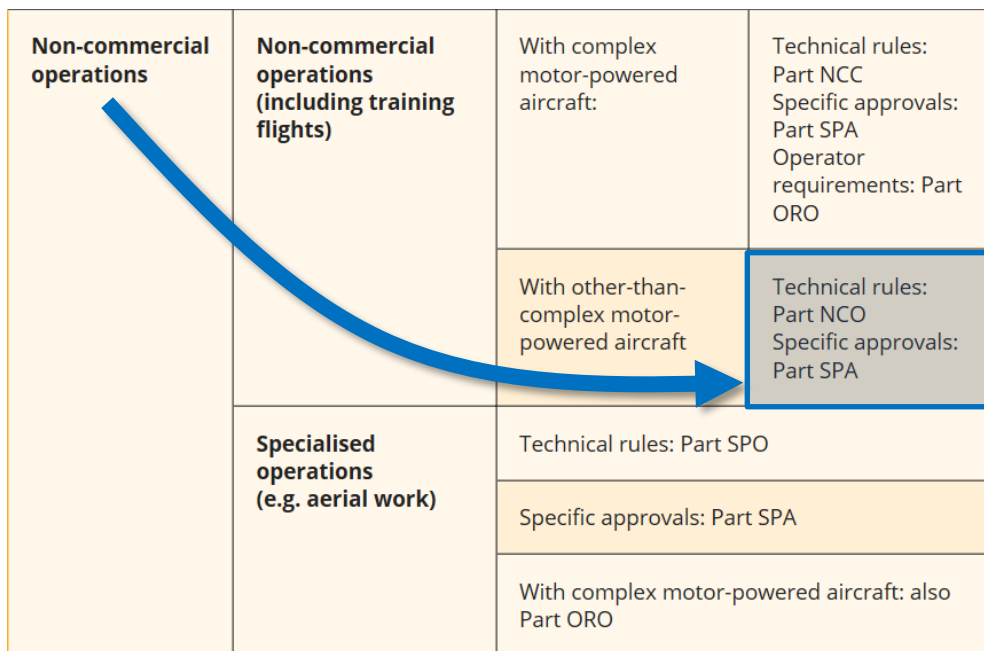 Non-commercial
operations
Non-commercial
operations
(including training
flights)
With complex
motor-powered
aircraft:
Technical rules:
Part NCC
Specific approvals:
Part SPA
Operator
requirements: Part
ORO
With other-than-
complex motor-
powered aircraft
Technical rules:
Part NCO
Specific approvals:
Part SPA
Specialised
operations
(e.g. aerial work)
Technical rules: Part SPO
Specific approvals: Part SPA
With complex motor-powered aircraft: also
Part ORO